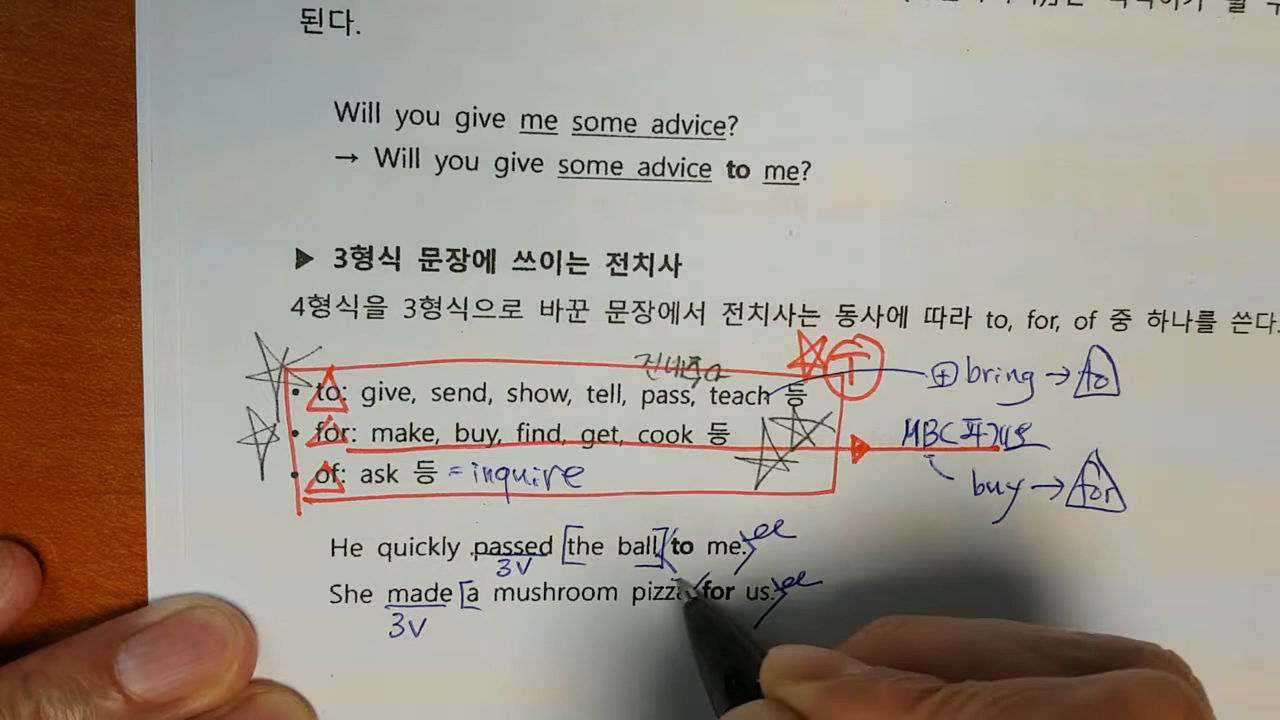 된다.
Will you give me some advice?
→ Will you give some advice to me?
▶ 3형식 문장에 쓰이는 전치사
4형식을 3형식으로 바꾼 문장에서 전치사는 동사에 따라 to, for, of 중 하나를 쓴다.
T
• to: give, send, show, tell, pass, teach 등
⊕ bring → to
• for: make, buy, find, get, cook 등
• of: ask 등 = inquire
buy → for
He quickly passed [the ball] to me.
3V
She made [a mushroom pizza for us.
3V